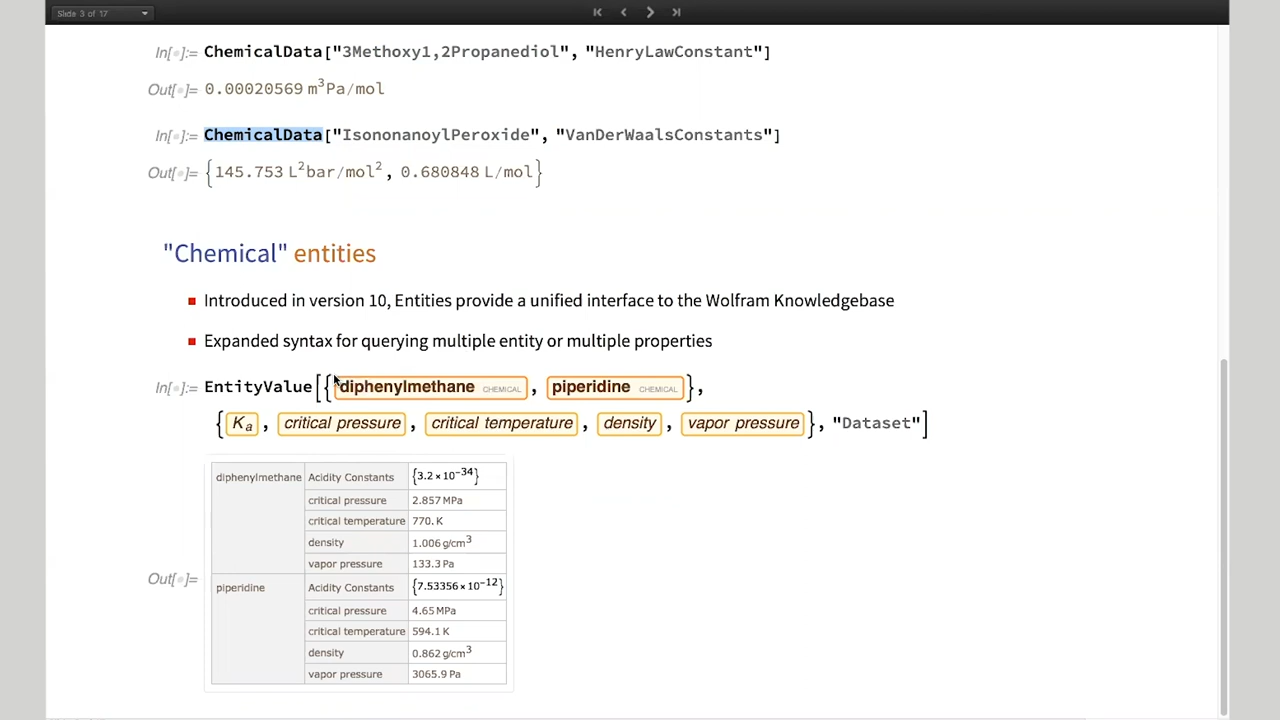 Slide 3 of 17
In[∘]:= ChemicalData["3Methoxy1,2Propanediol", "HenryLawConstant"]
Out[∘]= 0.00020569 m³Pa/mol
In[∘]:= ChemicalData["IsononanoylPeroxide", "VanDerWaalsConstants"]
Out[∘]= {145.753 L²bar/mol², 0.680848 L/mol}
"Chemical" entities
Introduced in version 10, Entities provide a unified interface to the Wolfram Knowledgebase
Expanded syntax for querying multiple entity or multiple properties
In[∘]:= EntityValue[{diphenylmethane CHEMICAL, piperidine CHEMICAL},
{Kₐ, critical pressure, critical temperature, density, vapor pressure}, "Dataset"]
diphenylmethane Acidity Constants {3.2×10⁻³⁴}
critical pressure 2.857 MPa
critical temperature 770. K
density 1.006 g/cm³
vapor pressure 133.3 Pa
Out[∘]=
piperidine Acidity Constants {7.53356×10⁻¹²}
critical pressure 4.65 MPa
critical temperature 594.1 K
density 0.862 g/cm³
vapor pressure 3065.9 Pa